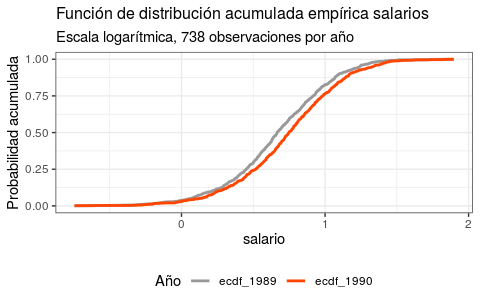 Función de distribución acumulada empírica salarios
Escala logarítmica, 738 observaciones por año
Probabilidad acumulada
1.00
0.75
0.50
0.25
0.00
0 1 2
salario
Año ecdf_1989 ecdf_1990